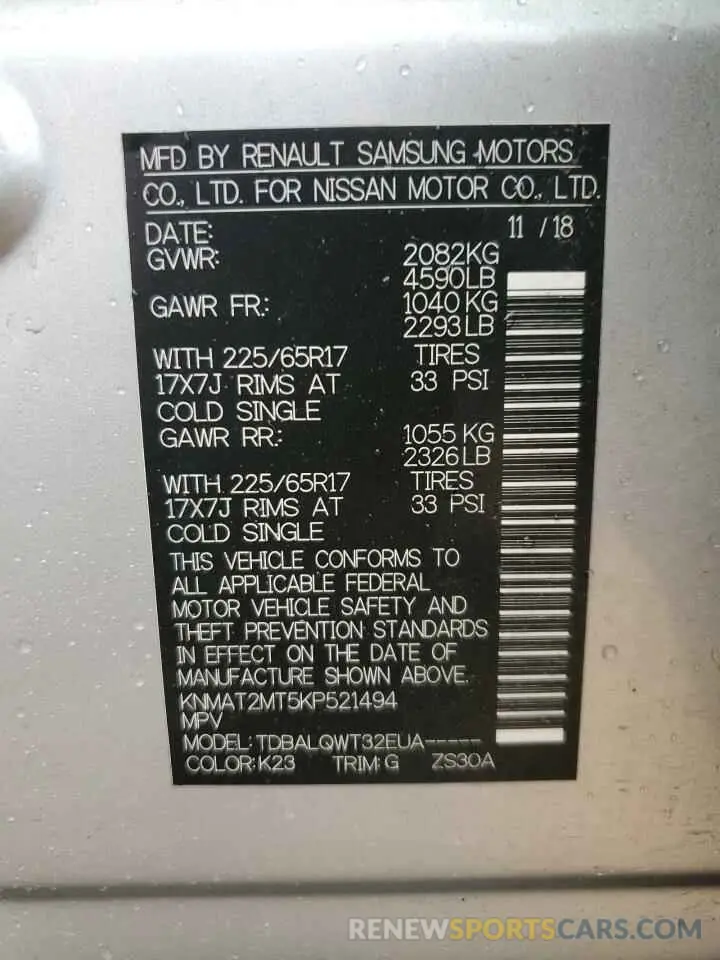 MFD BY RENAULT SAMSUNG MOTORS
CO., LTD. FOR NISSAN MOTOR CO., LTD.
DATE: 11 / 18
GVWR: 2082KG
4590LB
GAWR FR.: 1040 KG
2293 LB
WITH 225/65R17 TIRES
17X7J RIMS AT 33 PSI
COLD SINGLE
GAWR RR.: 1055 KG
2326 LB
WITH 225/65R17 TIRES
17X7J RIMS AT 33 PSI
COLD SINGLE
THIS VEHICLE CONFORMS TO
ALL APPLICABLE FEDERAL
MOTOR VEHICLE SAFETY AND
THEFT PREVENTION STANDARDS
IN EFFECT ON THE DATE OF
MANUFACTURE SHOWN ABOVE.
KNMAT2MT5KP521494
MPV
MODEL: TDBALQWT32EUA-----
COLOR: K23 TRIM: G ZS30A
RENEWSPORTSCARS.COM